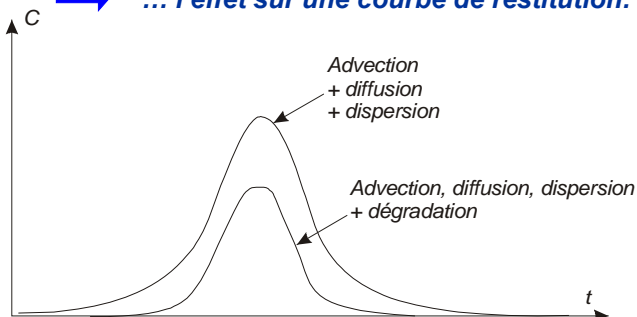 ... l'effet sur une courbe de restitution.
C
Advection
+ diffusion
+ dispersion
Advection, diffusion, dispersion
+ dégradation
t